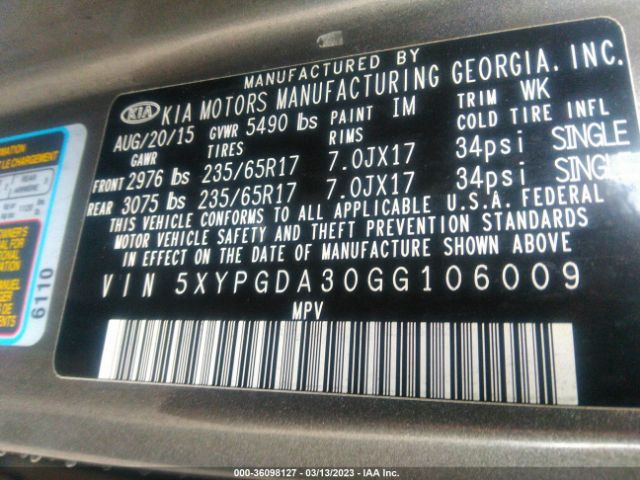 MANUFACTURED BY
KIA KIA MOTORS MANUFACTURING GEORGIA, INC.
AUG/20/15 GVWR 5490 lbs PAINT IM TRIM WK
GAWR TIRES RIMS COLD TIRE INFL
FRONT 2976 lbs 235/65R17 7.0JX17 34psi SINGLE
REAR 3075 lbs 235/65R17 7.0JX17 34psi SINGLE
THIS VEHICLE CONFORMS TO ALL APPLICABLE U.S.A. FEDERAL
MOTOR VEHICLE SAFETY AND THEFT PREVENTION STANDARDS
IN EFFECT ON THE DATE OF MANUFACTURE SHOWN ABOVE
VIN 5XYPGDA30GG106009
MPV
6110
000-36098127 - 03/13/2023 - IAA Inc.